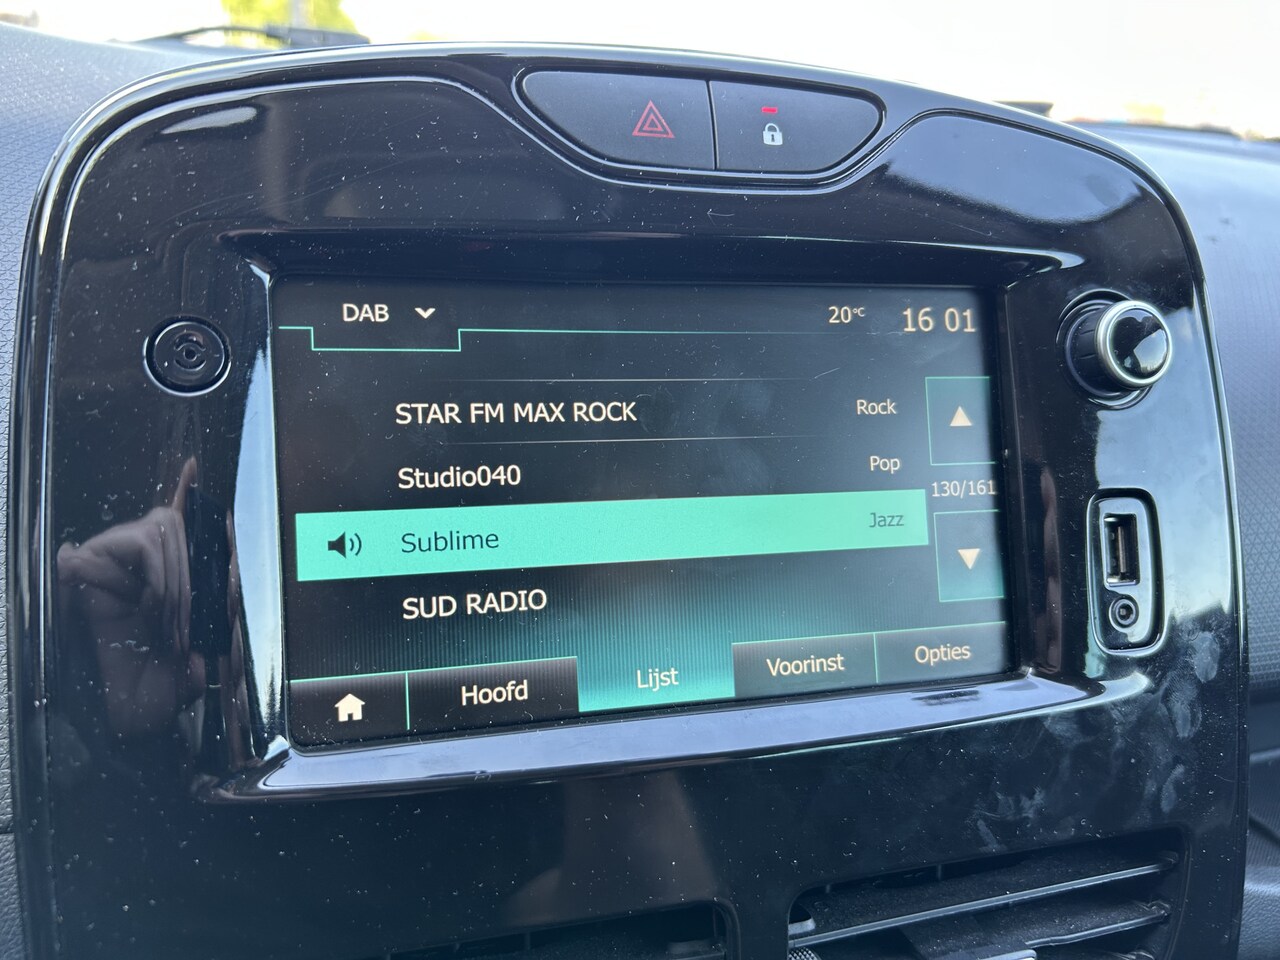 DAB 20°C 16 01
STAR FM MAX ROCK Rock
Studio040 Pop
130/161
Sublime Jazz
SUD RADIO
Hoofd Lijst Voorinst Opties